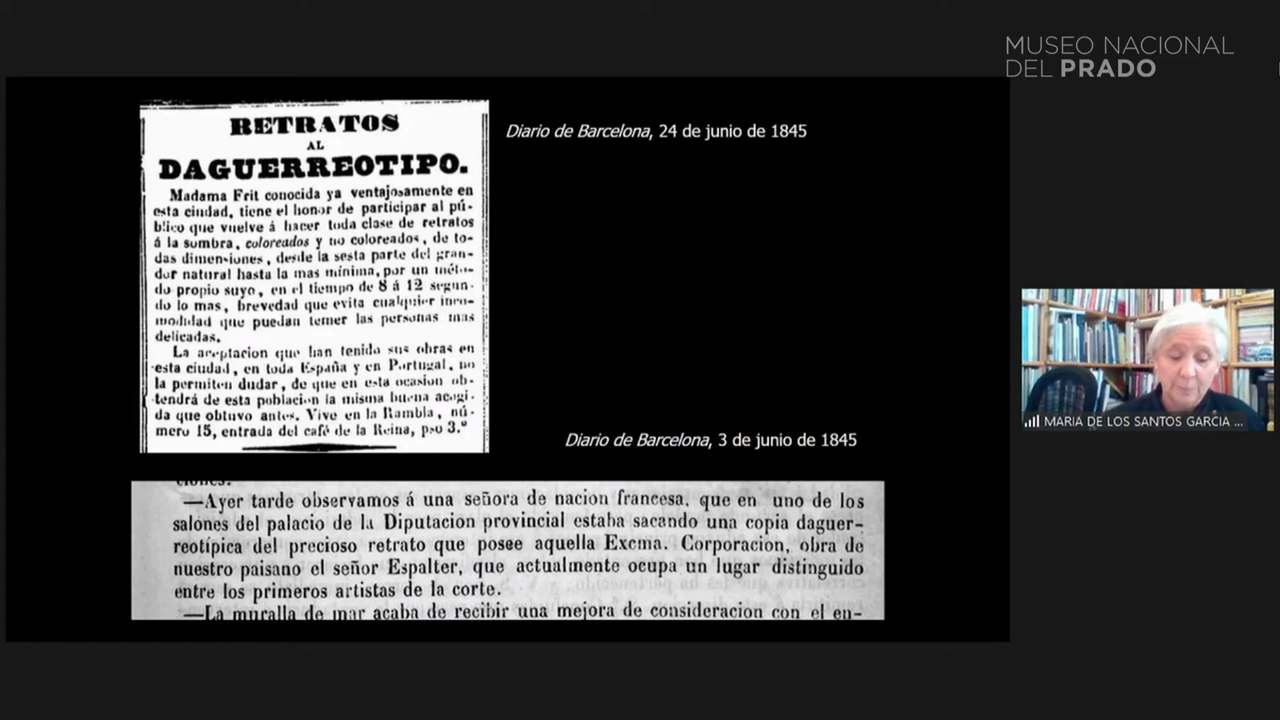 MUSEO NACIONAL
DEL PRADO
RETRATOS
AL
DAGUERREOTIPO.
Madama Frit conocida ya ventajosamente en
esta ciudad, tiene el honor de participar al pú-
blico que vuelve á hacer toda clase de retratos
á la sombra, coloreados y no coloreados, de to-
das dimensiones, desde la sesta parte del gran-
dor natural hasta la mas mínima, por un méto-
do propio suyo, en el tiempo de 8 á 12 segun-
do lo mas, brevedad que evita cualquier inco-
modidad que puedan temer las personas mas
delicadas.
La aceptacion que han tenido sus obras en
esta ciudad, en toda España y en Portugal, no
la permiten dudar, de que en esta ocasion ob-
tendrá de esta poblacion la misma buena acogi-
da que obtuvo antes. Vive en la Rambla, nú-
mero 15, entrada del café de la Reina, pso 3.º
Diario de Barcelona, 24 de junio de 1845
Diario de Barcelona, 3 de junio de 1845
ciones.
—Ayer tarde observamos á una señora de nacion francesa, que en uno de los
salones del palacio de la Diputacion provincial estaba sacando una copia daguer-
reotípica del precioso retrato que posee aquella Excma. Corporacion, obra de
nuestro paisano el señor Espalter, que actualmente ocupa un lugar distinguido
entre los primeros artistas de la corte.
—La muralla de mar acaba de recibir una mejora de consideracion con el en-
MARIA DE LOS SANTOS GARCIA ...